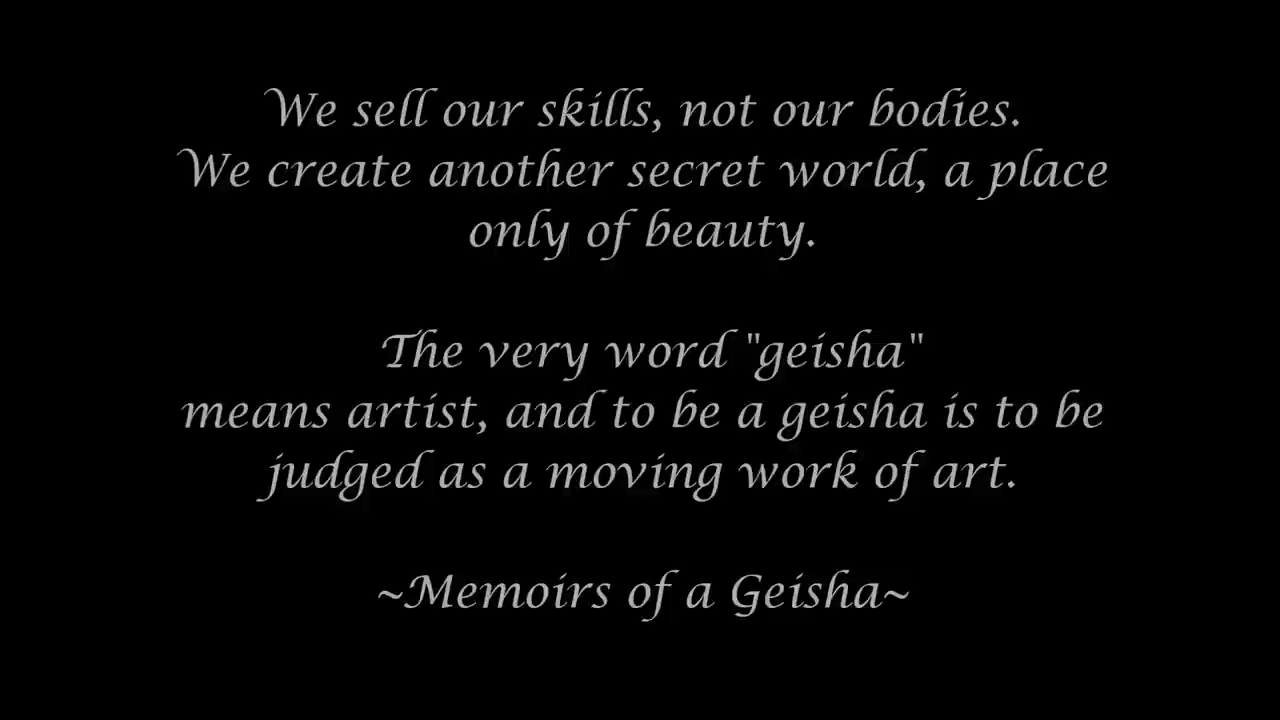 We sell our skills, not our bodies.
We create another secret world, a place
only of beauty.
The very word "geisha"
means artist, and to be a geisha is to be
judged as a moving work of art.
~Memoirs of a Geisha~